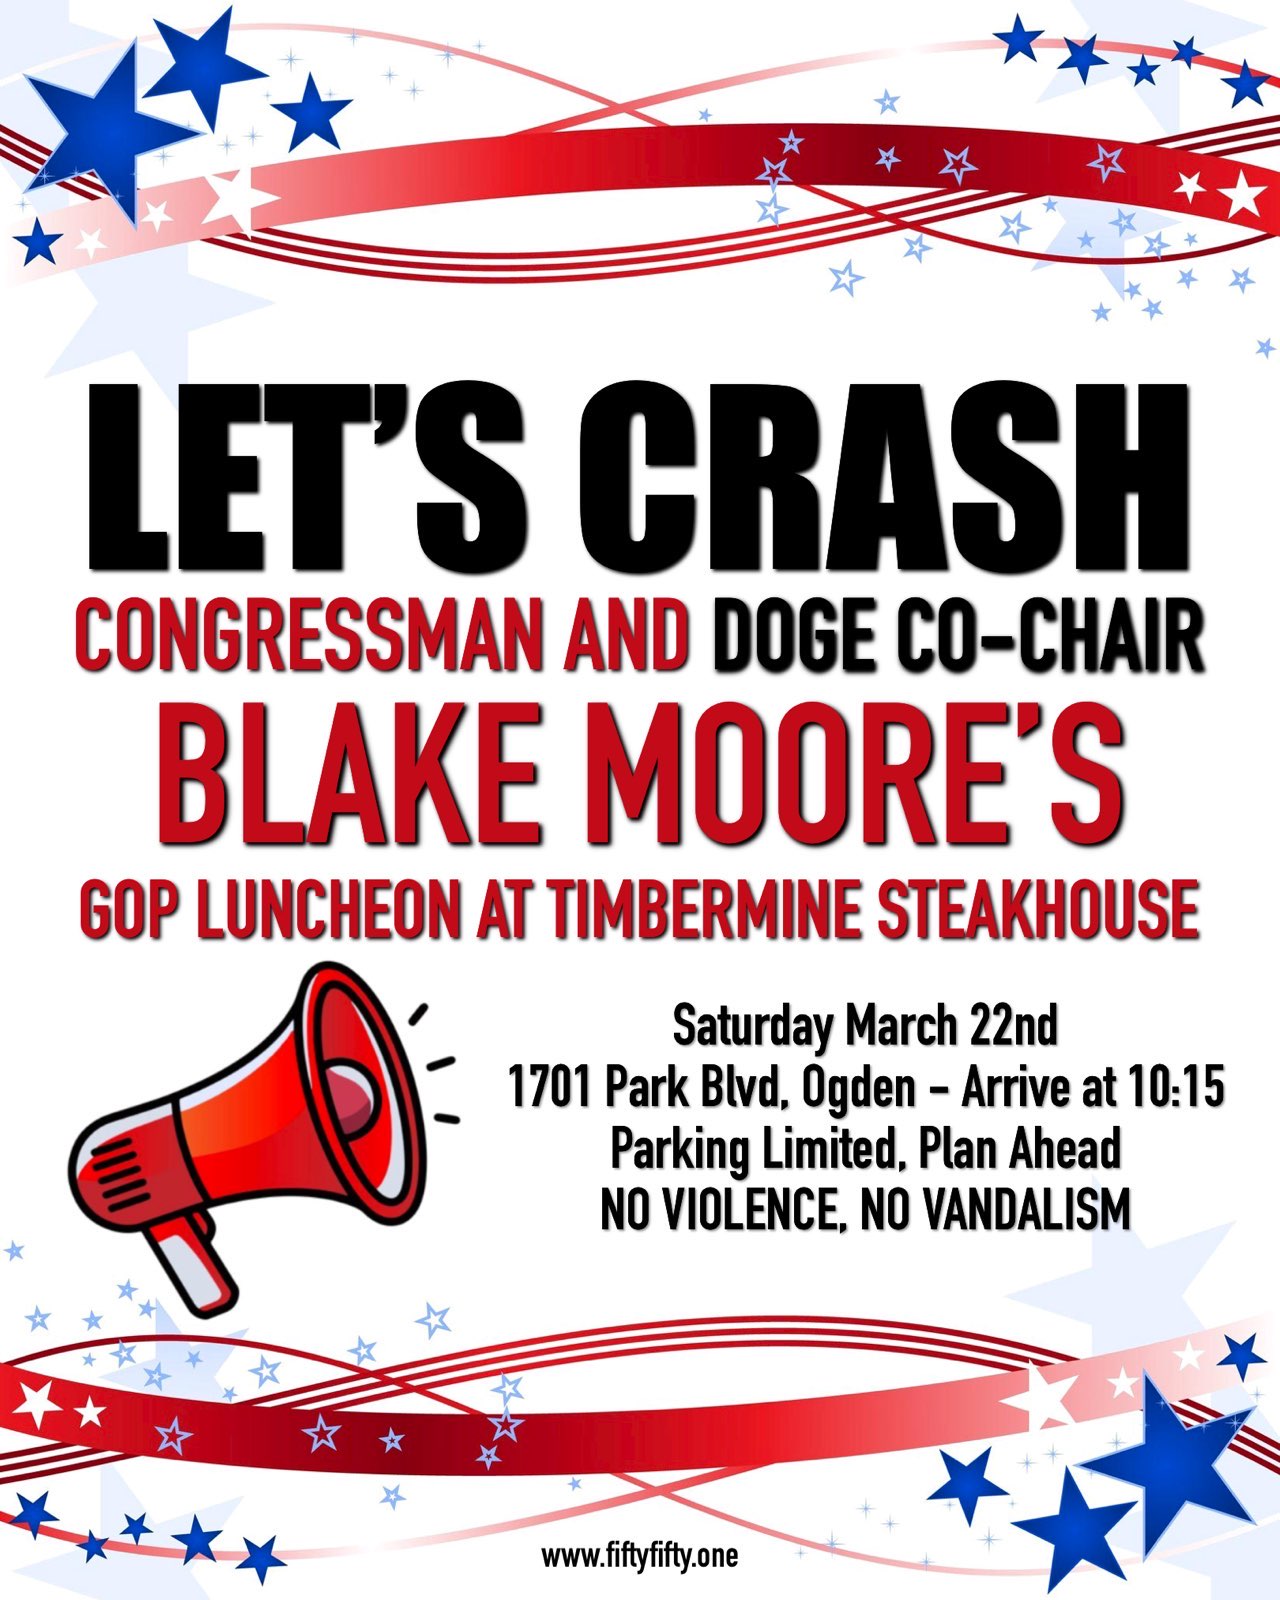 LET'S CRASH
CONGRESSMAN AND DOGE CO-CHAIR
BLAKE MOORE'S
GOP LUNCHEON AT TIMBERMINE STEAKHOUSE
Saturday March 22nd
1701 Park Blvd, Ogden - Arrive at 10:15
Parking Limited, Plan Ahead
NO VIOLENCE, NO VANDALISM
www.fiftyfifty.one